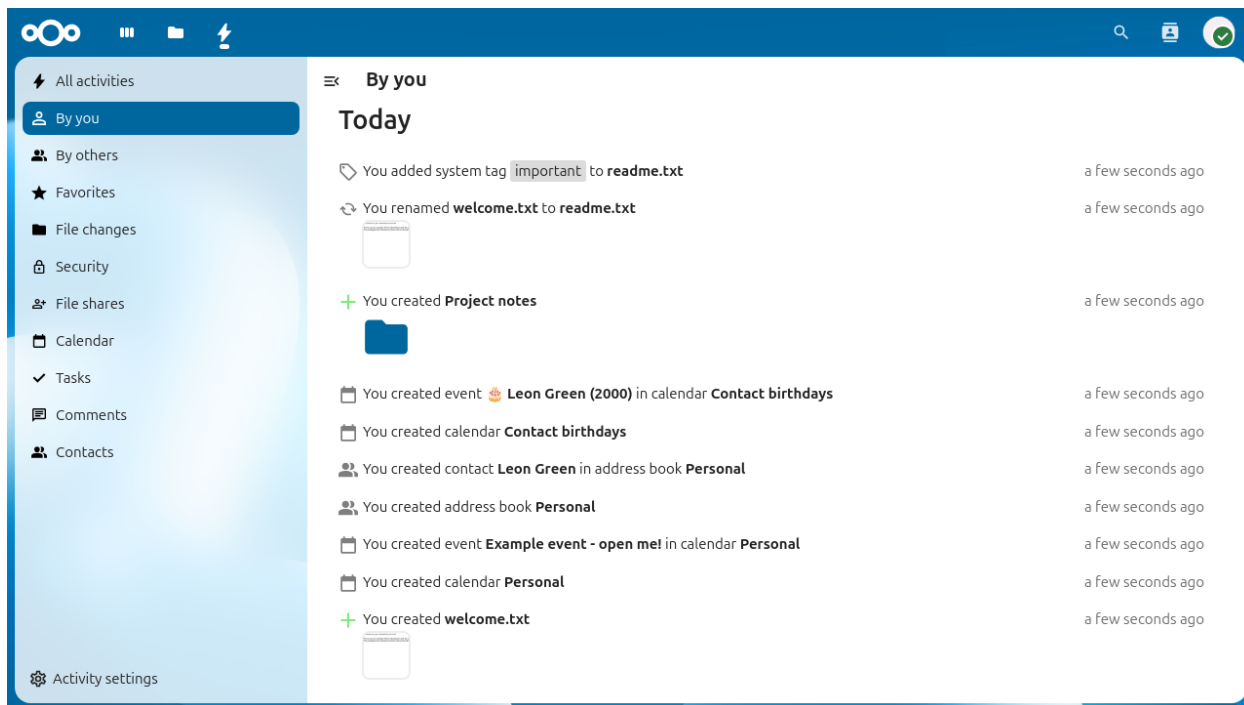 All activities
By you
By others
Favorites
File changes
Security
File shares
Calendar
Tasks
Comments
Contacts
Activity settings
By you
Today
You added system tag important to readme.txt a few seconds ago
You renamed welcome.txt to readme.txt a few seconds ago
You created Project notes a few seconds ago
You created event 🎂 Leon Green (2000) in calendar Contact birthdays a few seconds ago
You created calendar Contact birthdays a few seconds ago
You created contact Leon Green in address book Personal a few seconds ago
You created address book Personal a few seconds ago
You created event Example event - open me! in calendar Personal a few seconds ago
You created calendar Personal a few seconds ago
You created welcome.txt a few seconds ago